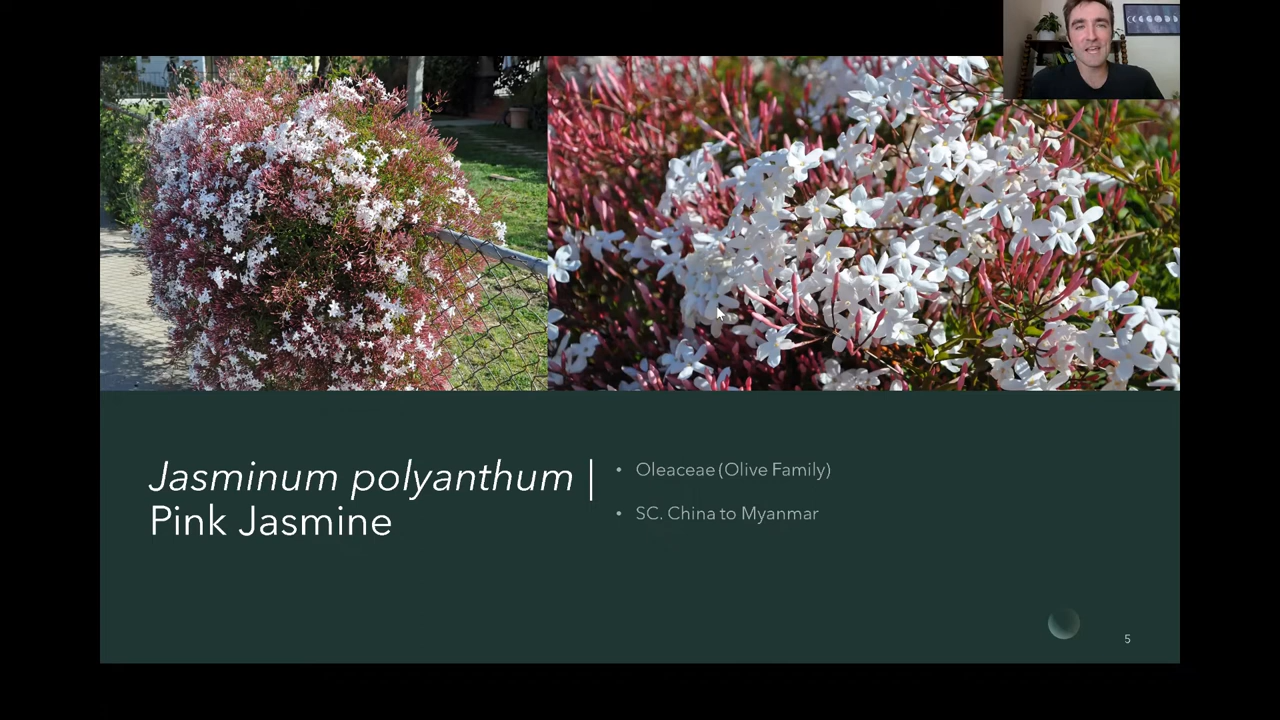 Jasminum polyanthum |
Pink Jasmine
• Oleaceae (Olive Family)
• SC. China to Myanmar
5